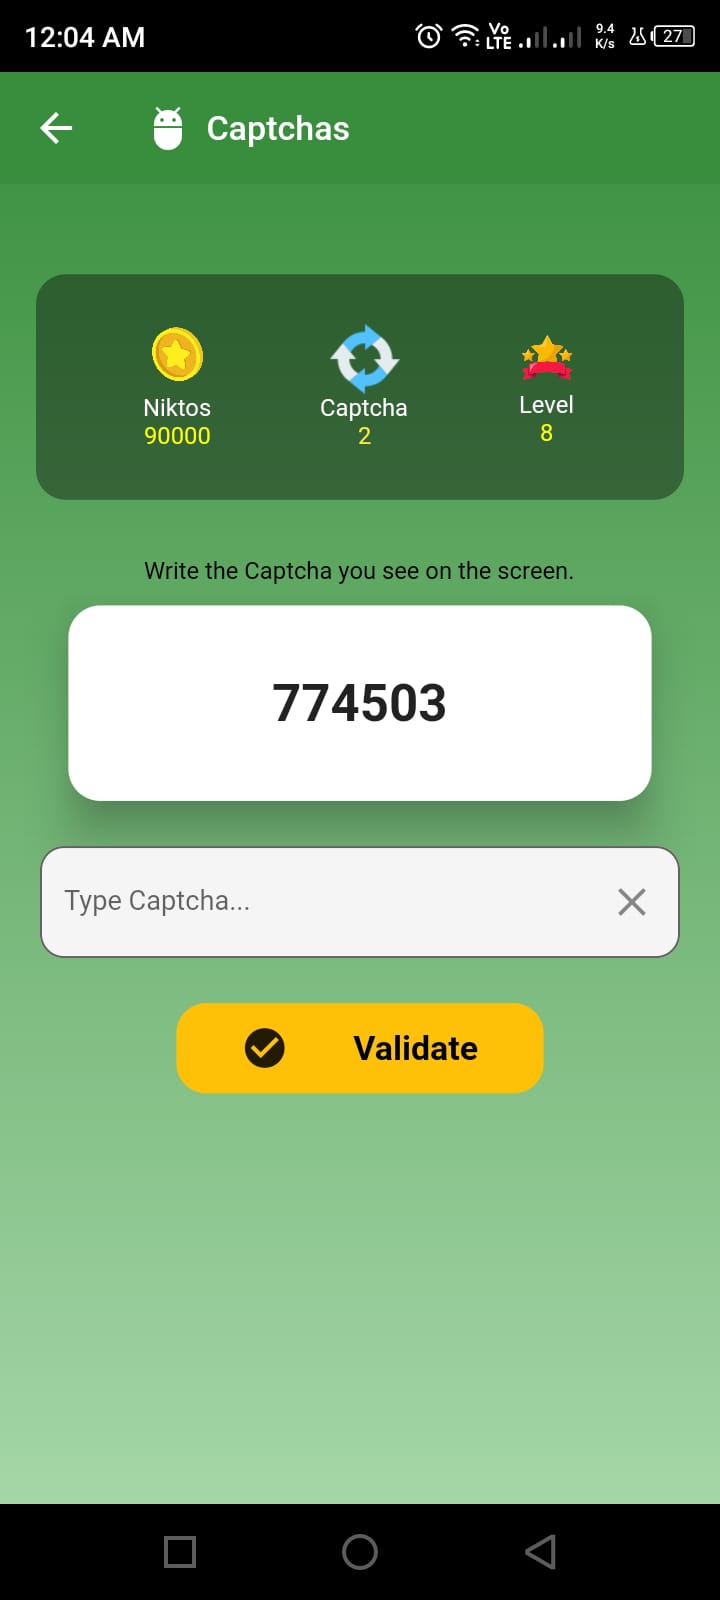 12:04 AM
Vo LTE
9.4 K/s
27
Captchas
Niktos Captcha Level
90000 2 8
Write the Captcha you see on the screen.
774503
Type Captcha...
Validate